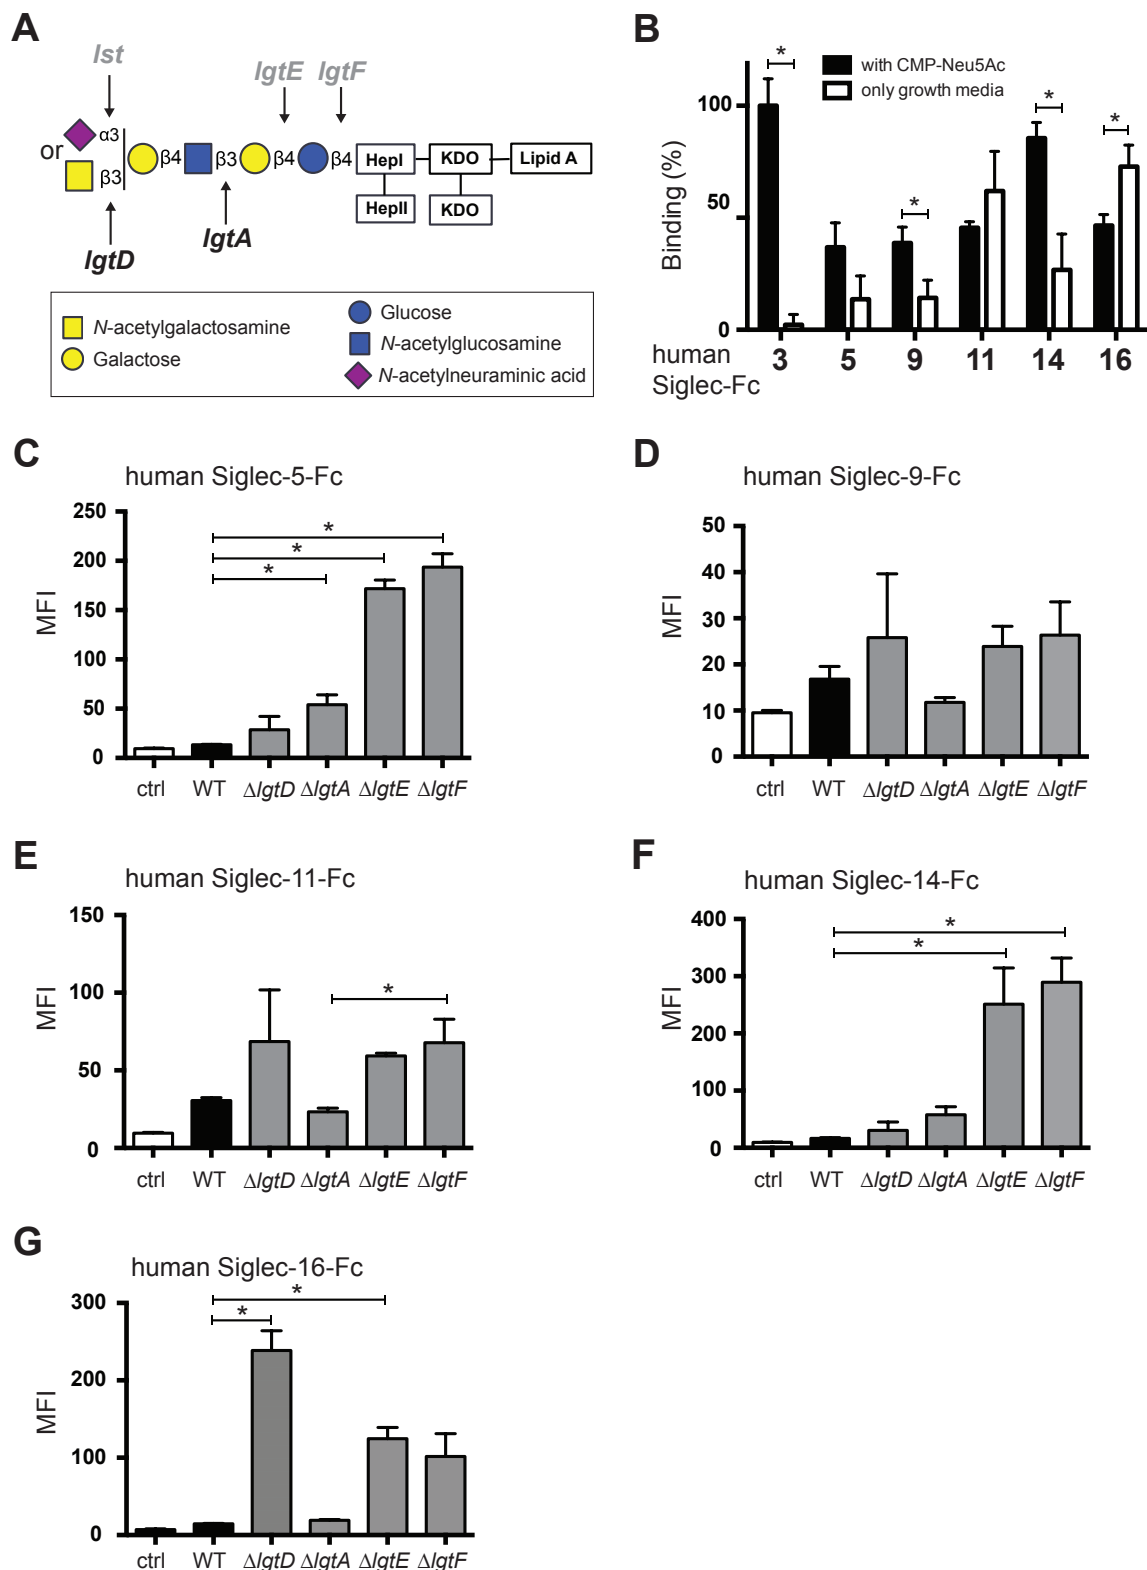 A
lst
lgtE lgtF
or
α3
β3
β4
β3
β4
β4
HepI
KDO
Lipid A
HepII
KDO
lgtD
lgtA
N-acetylgalactosamine
Galactose
Glucose
N-acetylglucosamine
N-acetylneuraminic acid
B
with CMP-Neu5Ac
only growth media
* * * *
Binding (%)
100
50
0
human Siglec-Fc
3 5 9 11 14 16
C
human Siglec-5-Fc
MFI
250
200
150
100
50
0
* * *
ctrl WT ΔlgtD ΔlgtA ΔlgtE ΔlgtF
D
human Siglec-9-Fc
MFI
50
40
30
20
10
0
ctrl WT ΔlgtD ΔlgtA ΔlgtE ΔlgtF
E
human Siglec-11-Fc
MFI
150
100
50
0
*
ctrl WT ΔlgtD ΔlgtA ΔlgtE ΔlgtF
F
human Siglec-14-Fc
MFI
400
300
200
100
0
* *
ctrl WT ΔlgtD ΔlgtA ΔlgtE ΔlgtF
G
human Siglec-16-Fc
MFI
300
200
100
0
* *
ctrl WT ΔlgtD ΔlgtA ΔlgtE ΔlgtF